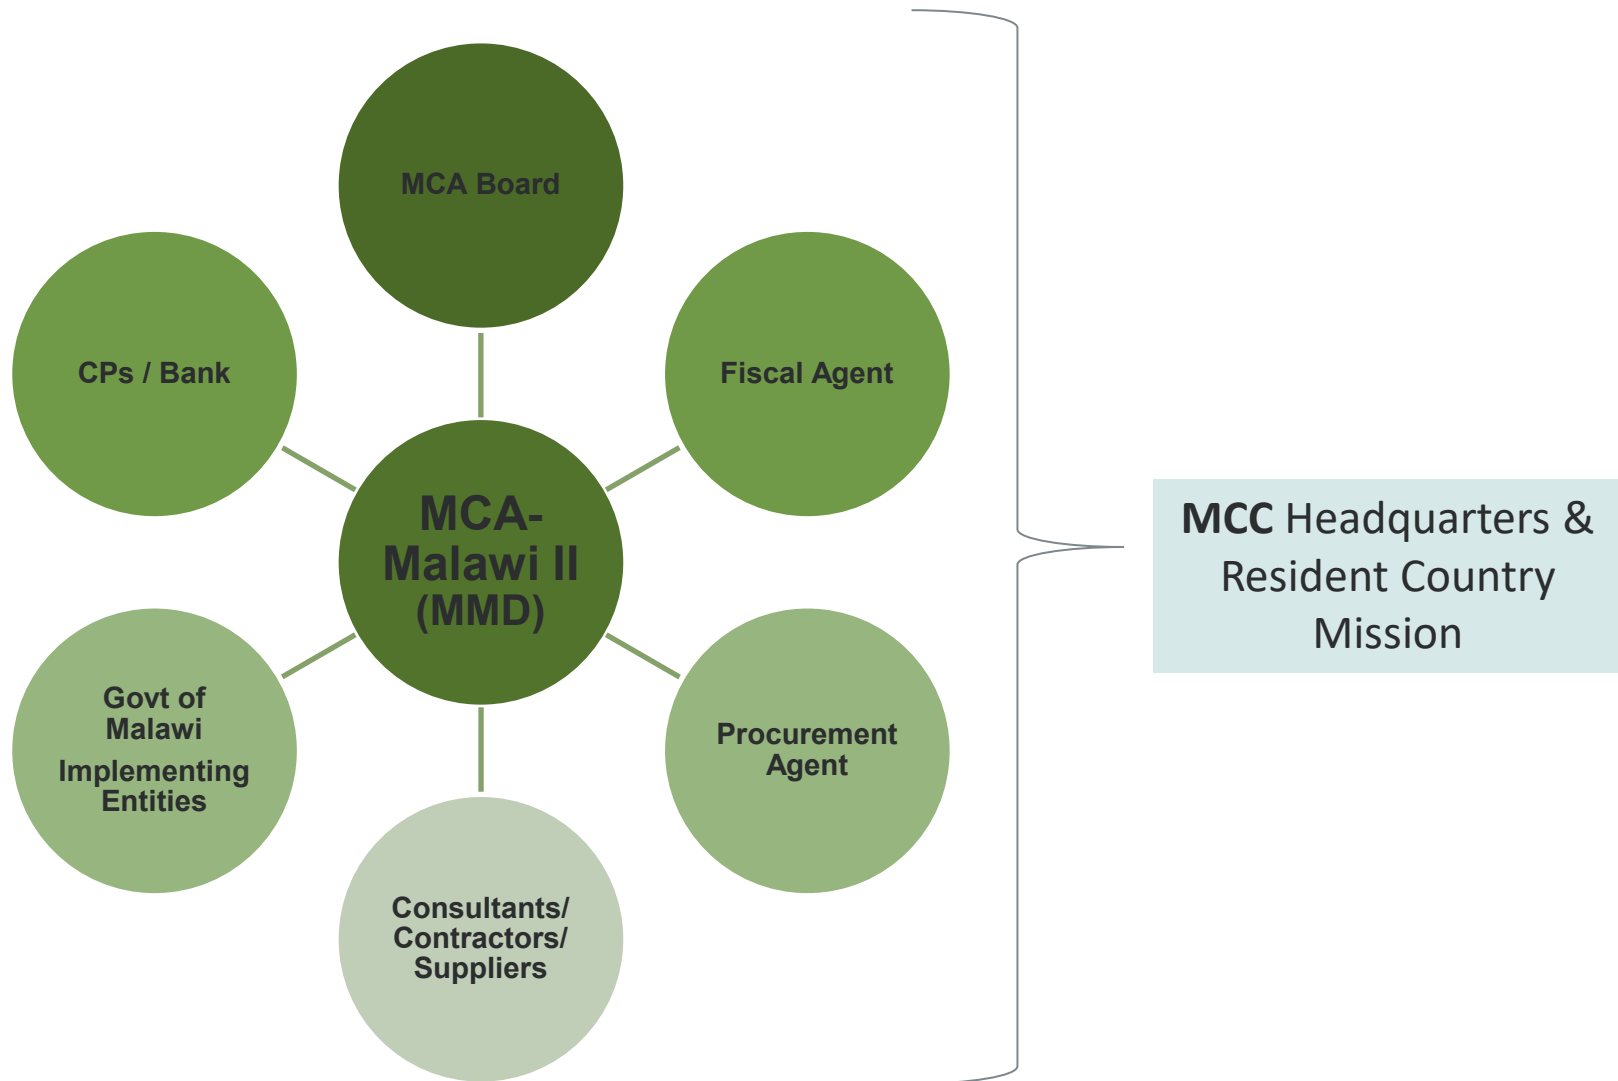 MCA Board
CPs / Bank
Fiscal Agent
MCA-
Malawi II
(MMD)
Govt of
Malawi
Implementing
Entities
Procurement
Agent
Consultants/
Contractors/
Suppliers
MCC Headquarters &
Resident Country
Mission